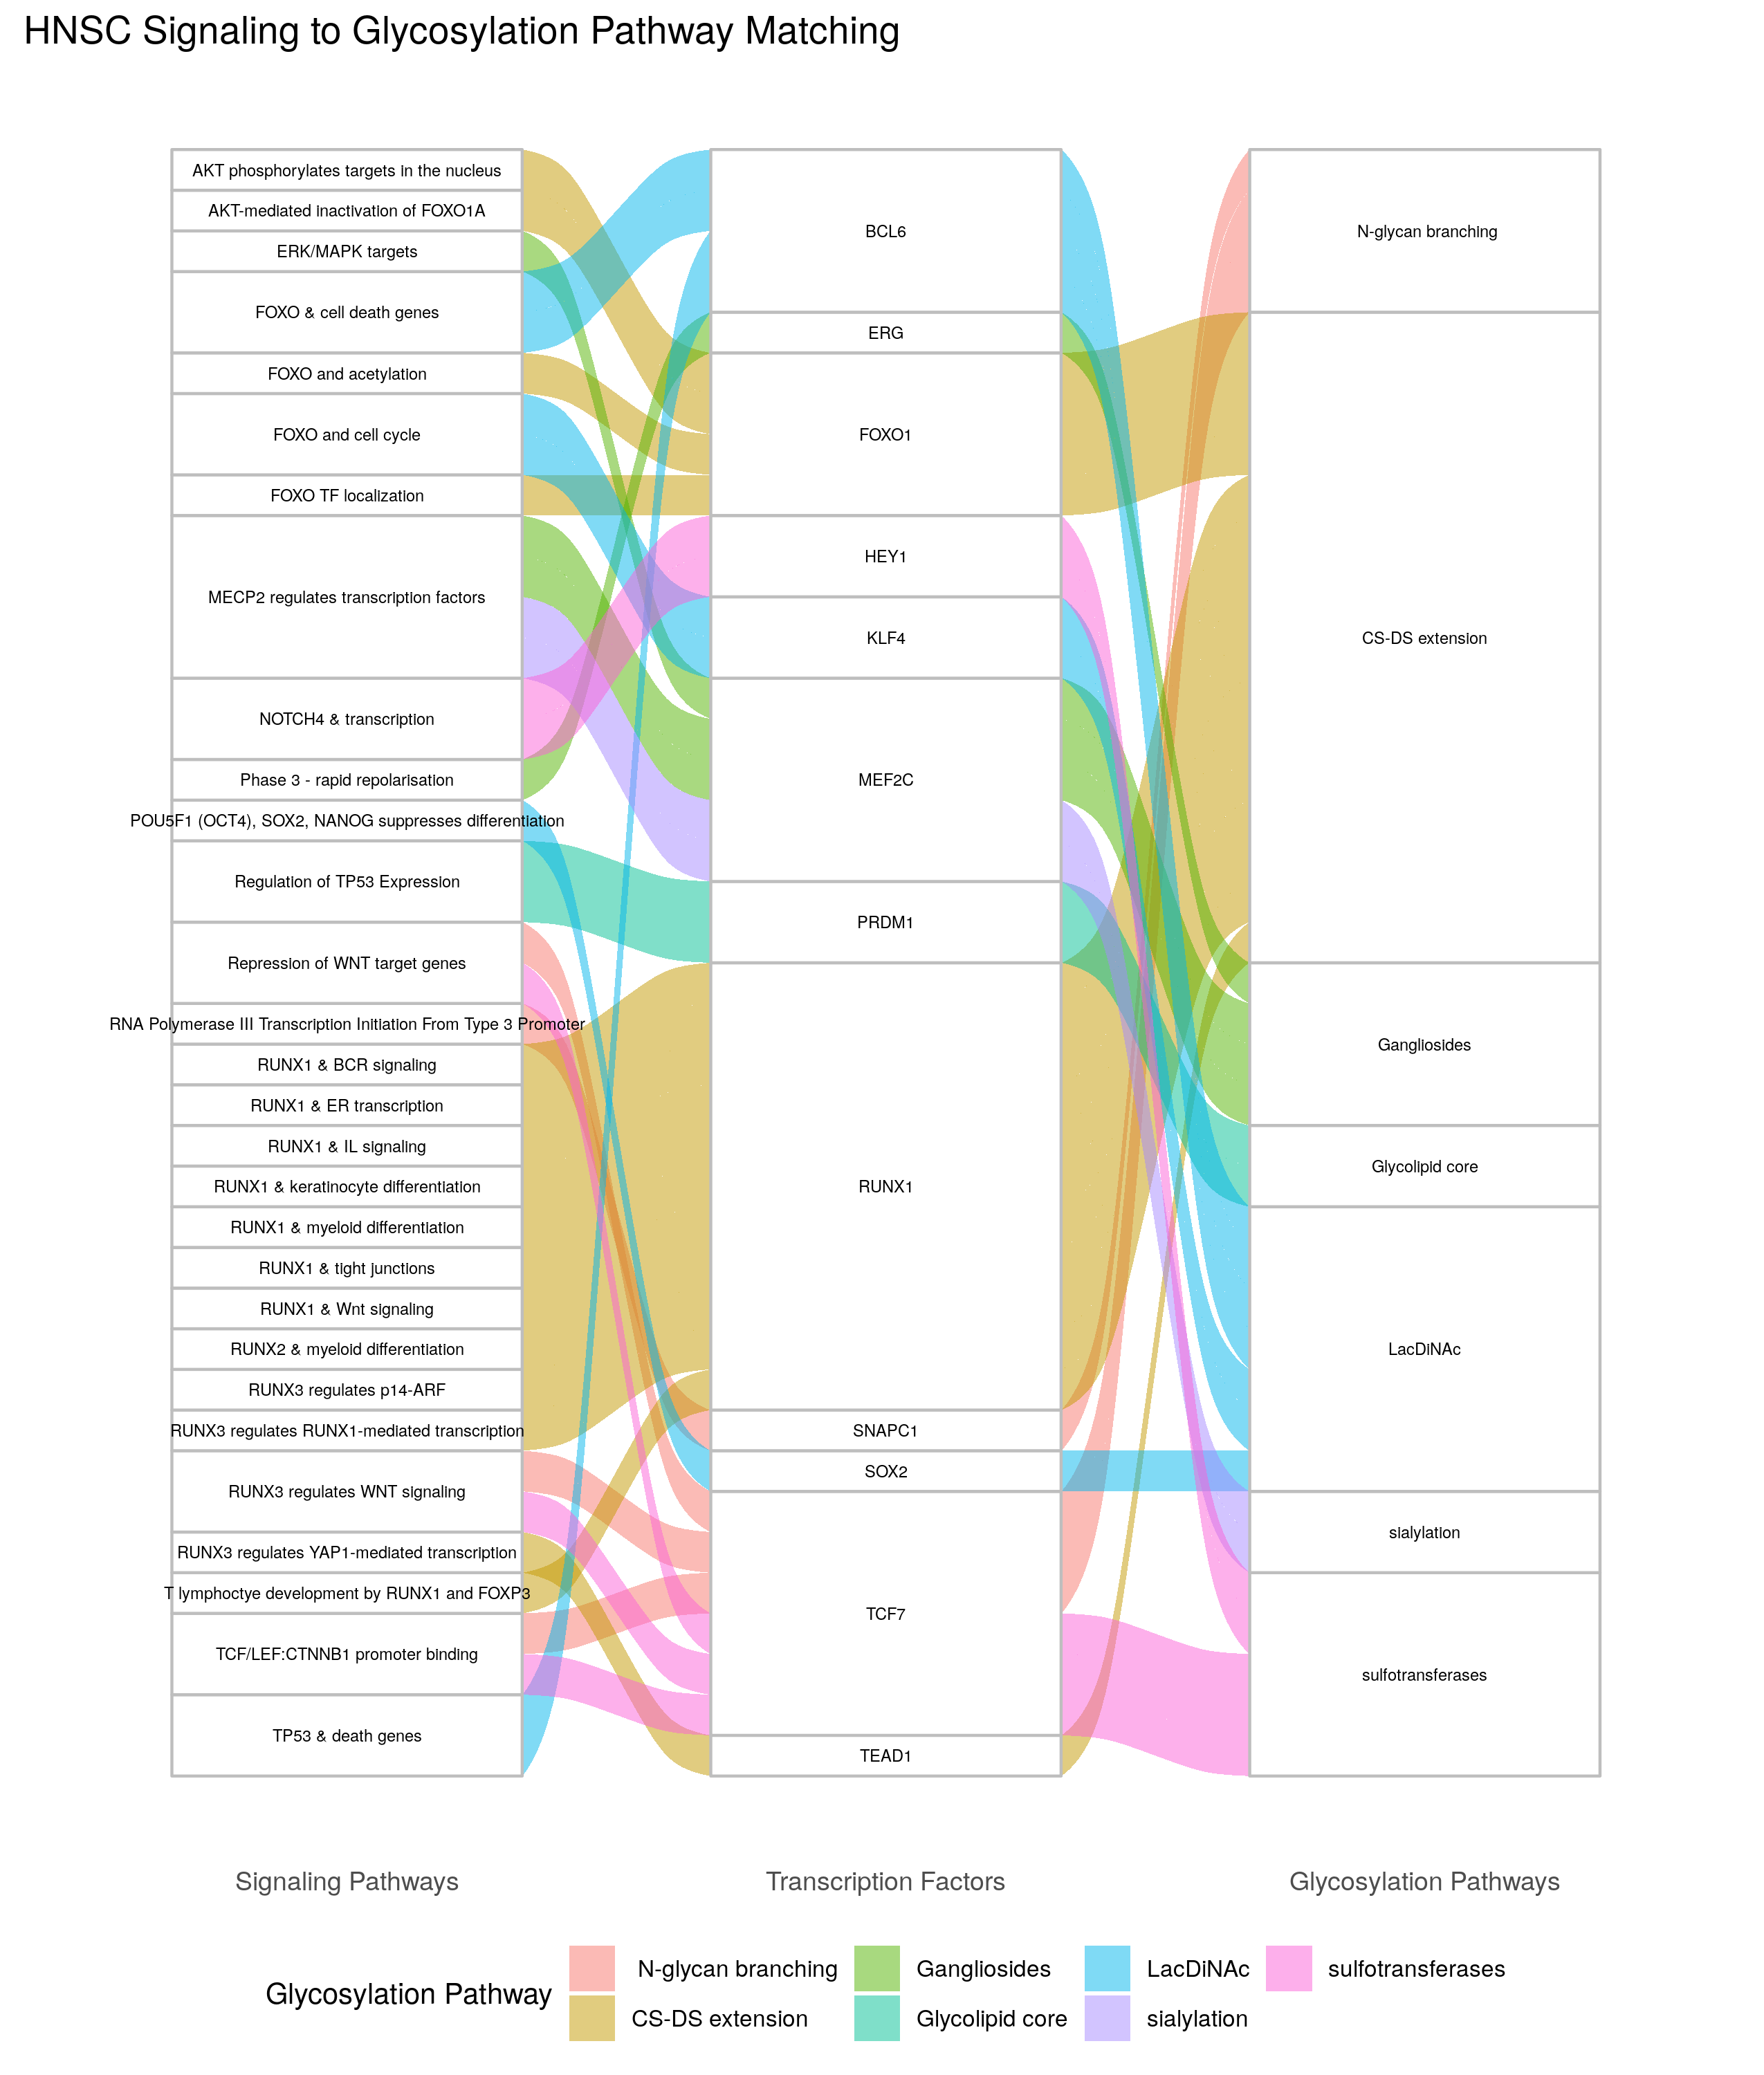 HNSC Signaling to Glycosylation Pathway Matching
AKT phosphorylates targets in the nucleus
AKT-mediated inactivation of FOXO1A
ERK/MAPK targets
FOXO & cell death genes
FOXO and acetylation
FOXO and cell cycle
FOXO TF localization
MECP2 regulates transcription factors
NOTCH4 & transcription
Phase 3 - rapid repolarisation
POU5F1 (OCT4), SOX2, NANOG suppresses differentiation
Regulation of TP53 Expression
Repression of WNT target genes
RNA Polymerase III Transcription Initiation From Type 3 Promoter
RUNX1 & BCR signaling
RUNX1 & ER transcription
RUNX1 & IL signaling
RUNX1 & keratinocyte differentiation
RUNX1 & myeloid differentiation
RUNX1 & tight junctions
RUNX1 & Wnt signaling
RUNX2 & myeloid differentiation
RUNX3 regulates p14-ARF
RUNX3 regulates RUNX1-mediated transcription
RUNX3 regulates WNT signaling
RUNX3 regulates YAP1-mediated transcription
T lymphoctye development by RUNX1 and FOXP3
TCF/LEF:CTNNB1 promoter binding
TP53 & death genes
BCL6
ERG
FOXO1
HEY1
KLF4
MEF2C
PRDM1
RUNX1
SNAPC1
SOX2
TCF7
TEAD1
N-glycan branching
CS-DS extension
Gangliosides
Glycolipid core
LacDiNAc
sialylation
sulfotransferases
Signaling Pathways
Transcription Factors
Glycosylation Pathways
Glycosylation Pathway
N-glycan branching
CS-DS extension
Gangliosides
Glycolipid core
LacDiNAc
sialylation
sulfotransferases